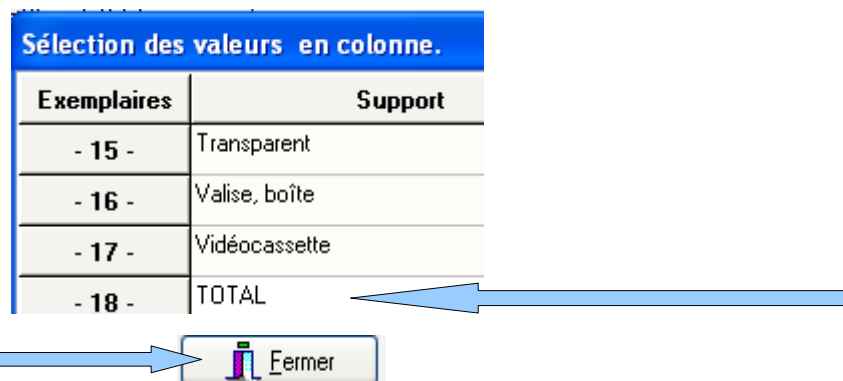 Sélection des valeurs en colonne.
Exemplaires Support
- 15 - Transparent
- 16 - Valise, boîte
- 17 - Vidéocassette
- 18 - TOTAL
Fermer